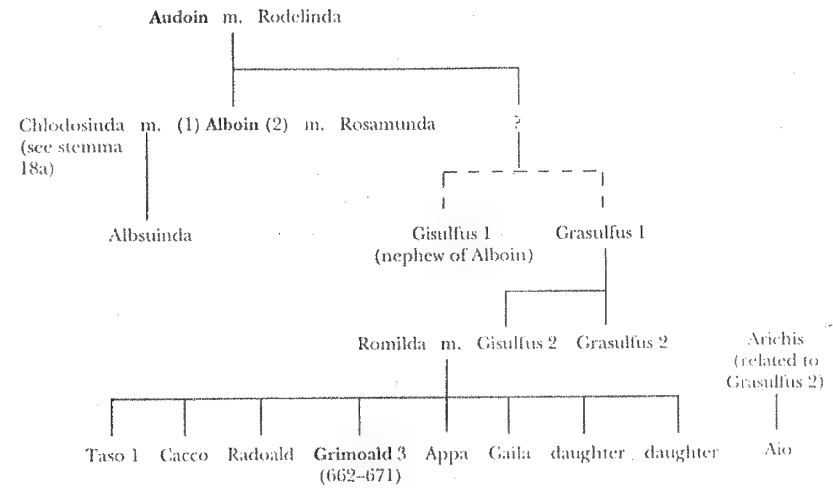 Audoin m. Rodelinda
Chlodosinda m. (1) Alboin (2) m. Rosamunda ?
(see stemma
18a)
Albsuinda
Gisulfus 1 Grasulfus 1
(nephew of Alboin)
Romilda m. Gisulfus 2 Grasulfus 2
Arichis
(related to
Grasulfus 2)
Taso 1 Cacco Radoald Grimoald 3 Appa Gaila daughter daughter Aio
(662–671)